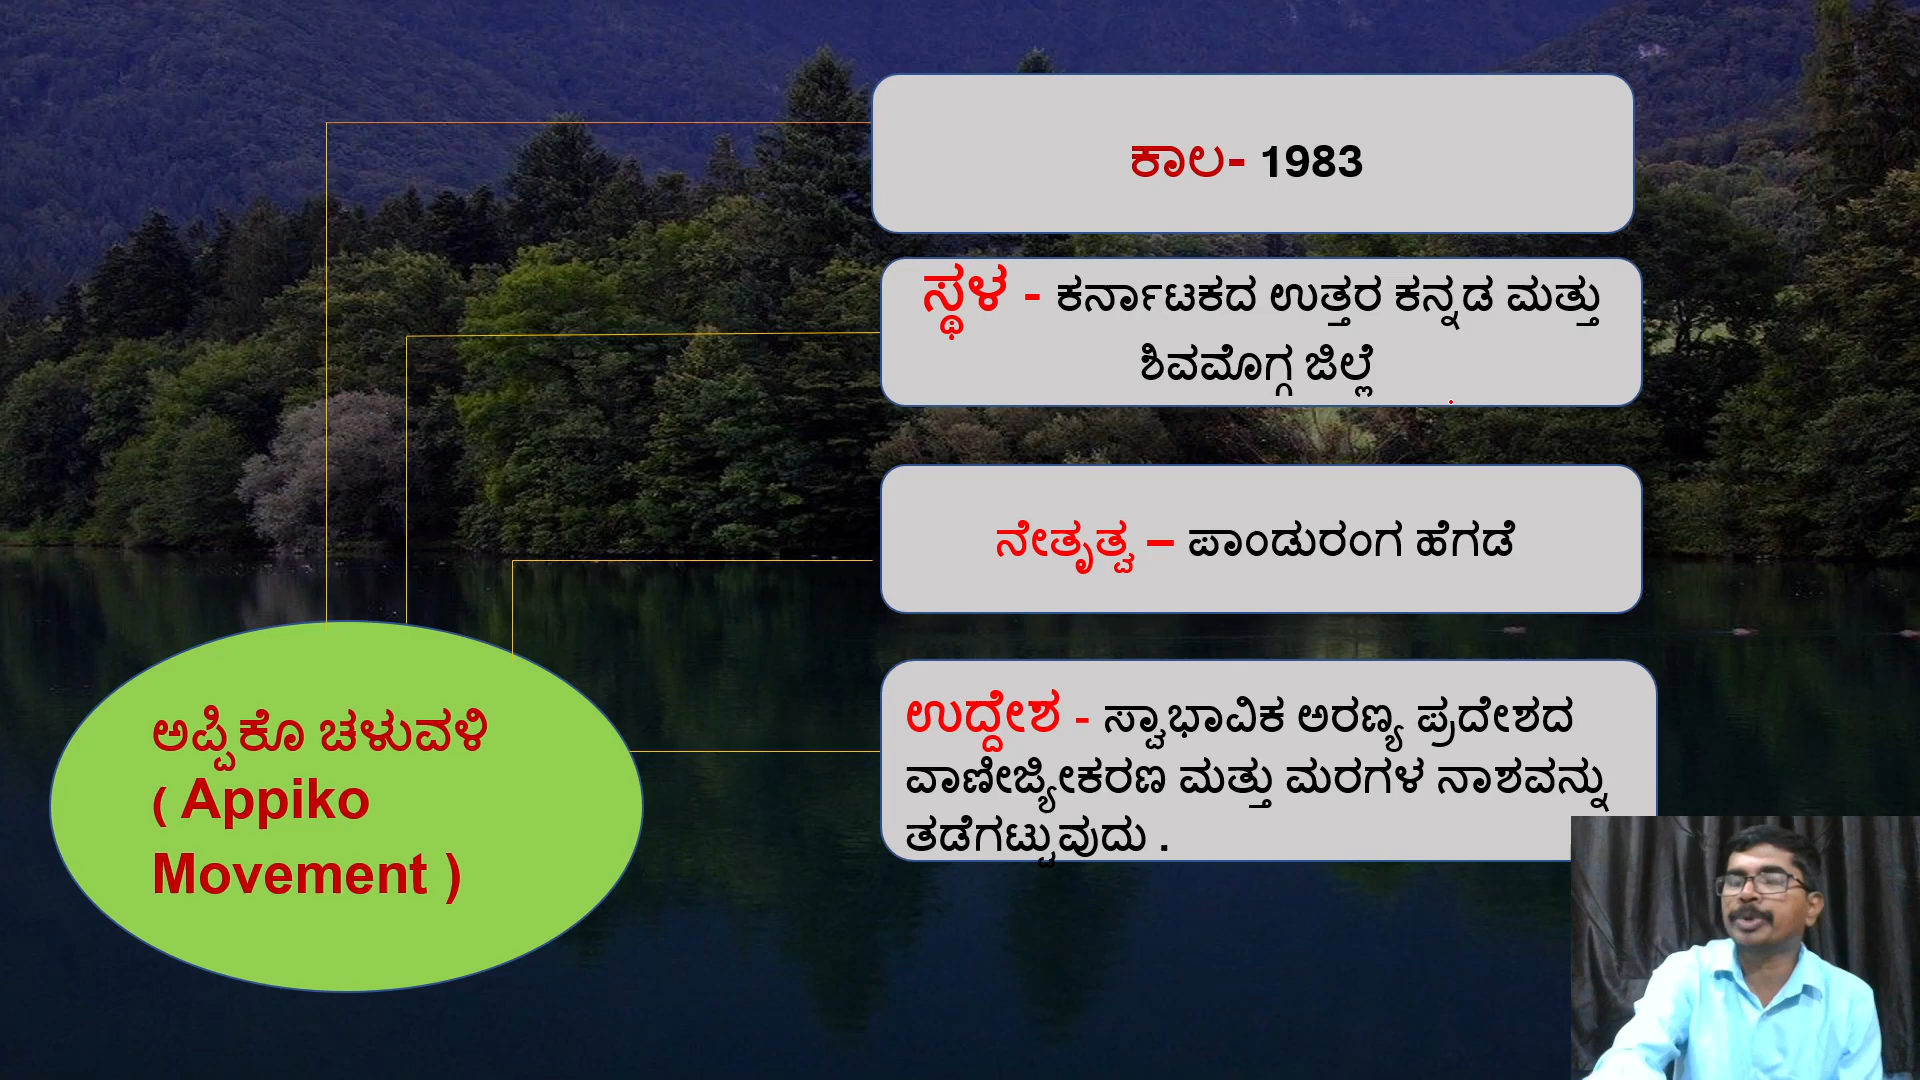 ಕಾಲ- 1983
ಸ್ಥಳ - ಕರ್ನಾಟಕದ ಉತ್ತರ ಕನ್ನಡ ಮತ್ತು
ಶಿವಮೊಗ್ಗ ಜಿಲ್ಲೆ
ನೇತೃತ್ವ – ಪಾಂಡುರಂಗ ಹೆಗಡೆ
ಉದ್ದೇಶ - ಸ್ವಾಭಾವಿಕ ಅರಣ್ಯ ಪ್ರದೇಶದ
ವಾಣೀಜ್ಯೀಕರಣ ಮತ್ತು ಮರಗಳ ನಾಶವನ್ನು
ತಡೆಗಟ್ಟುವುದು .
ಅಪ್ಪಿಕೊ ಚಳುವಳಿ
( Appiko
Movement )